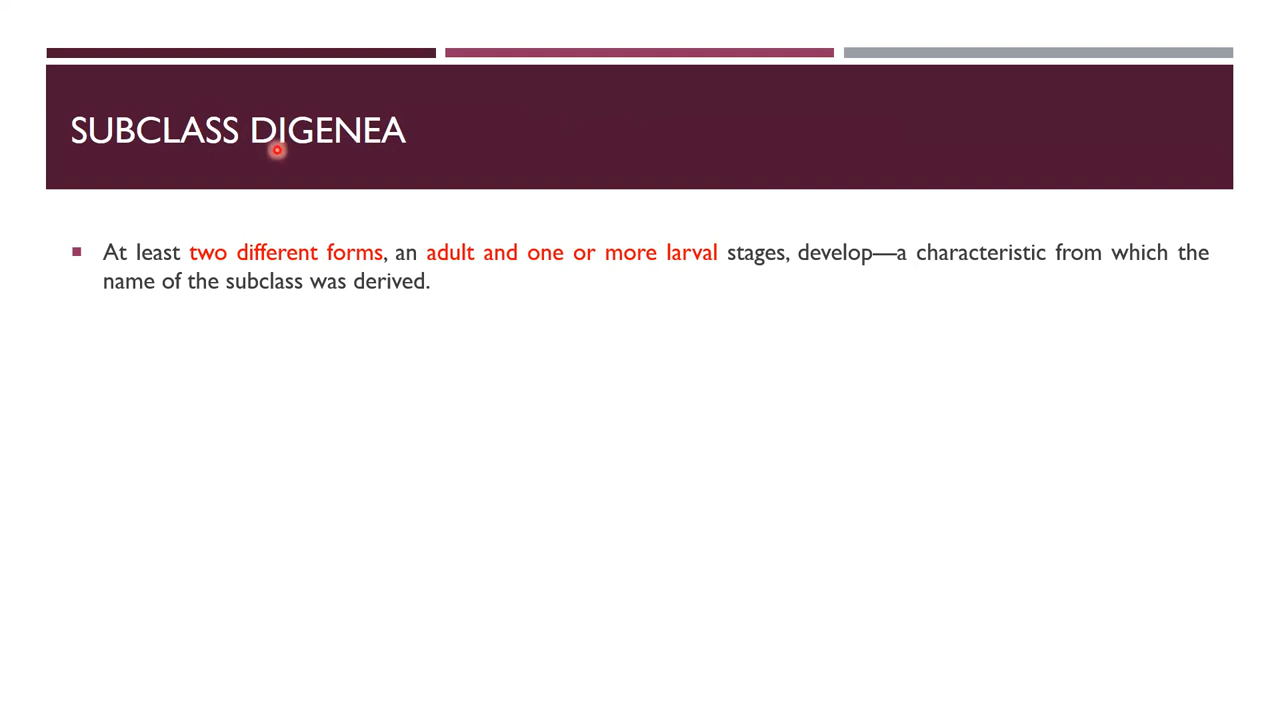 SUBCLASS DIGENEA
At least two different forms, an adult and one or more larval stages, develop—a characteristic from which the
name of the subclass was derived.